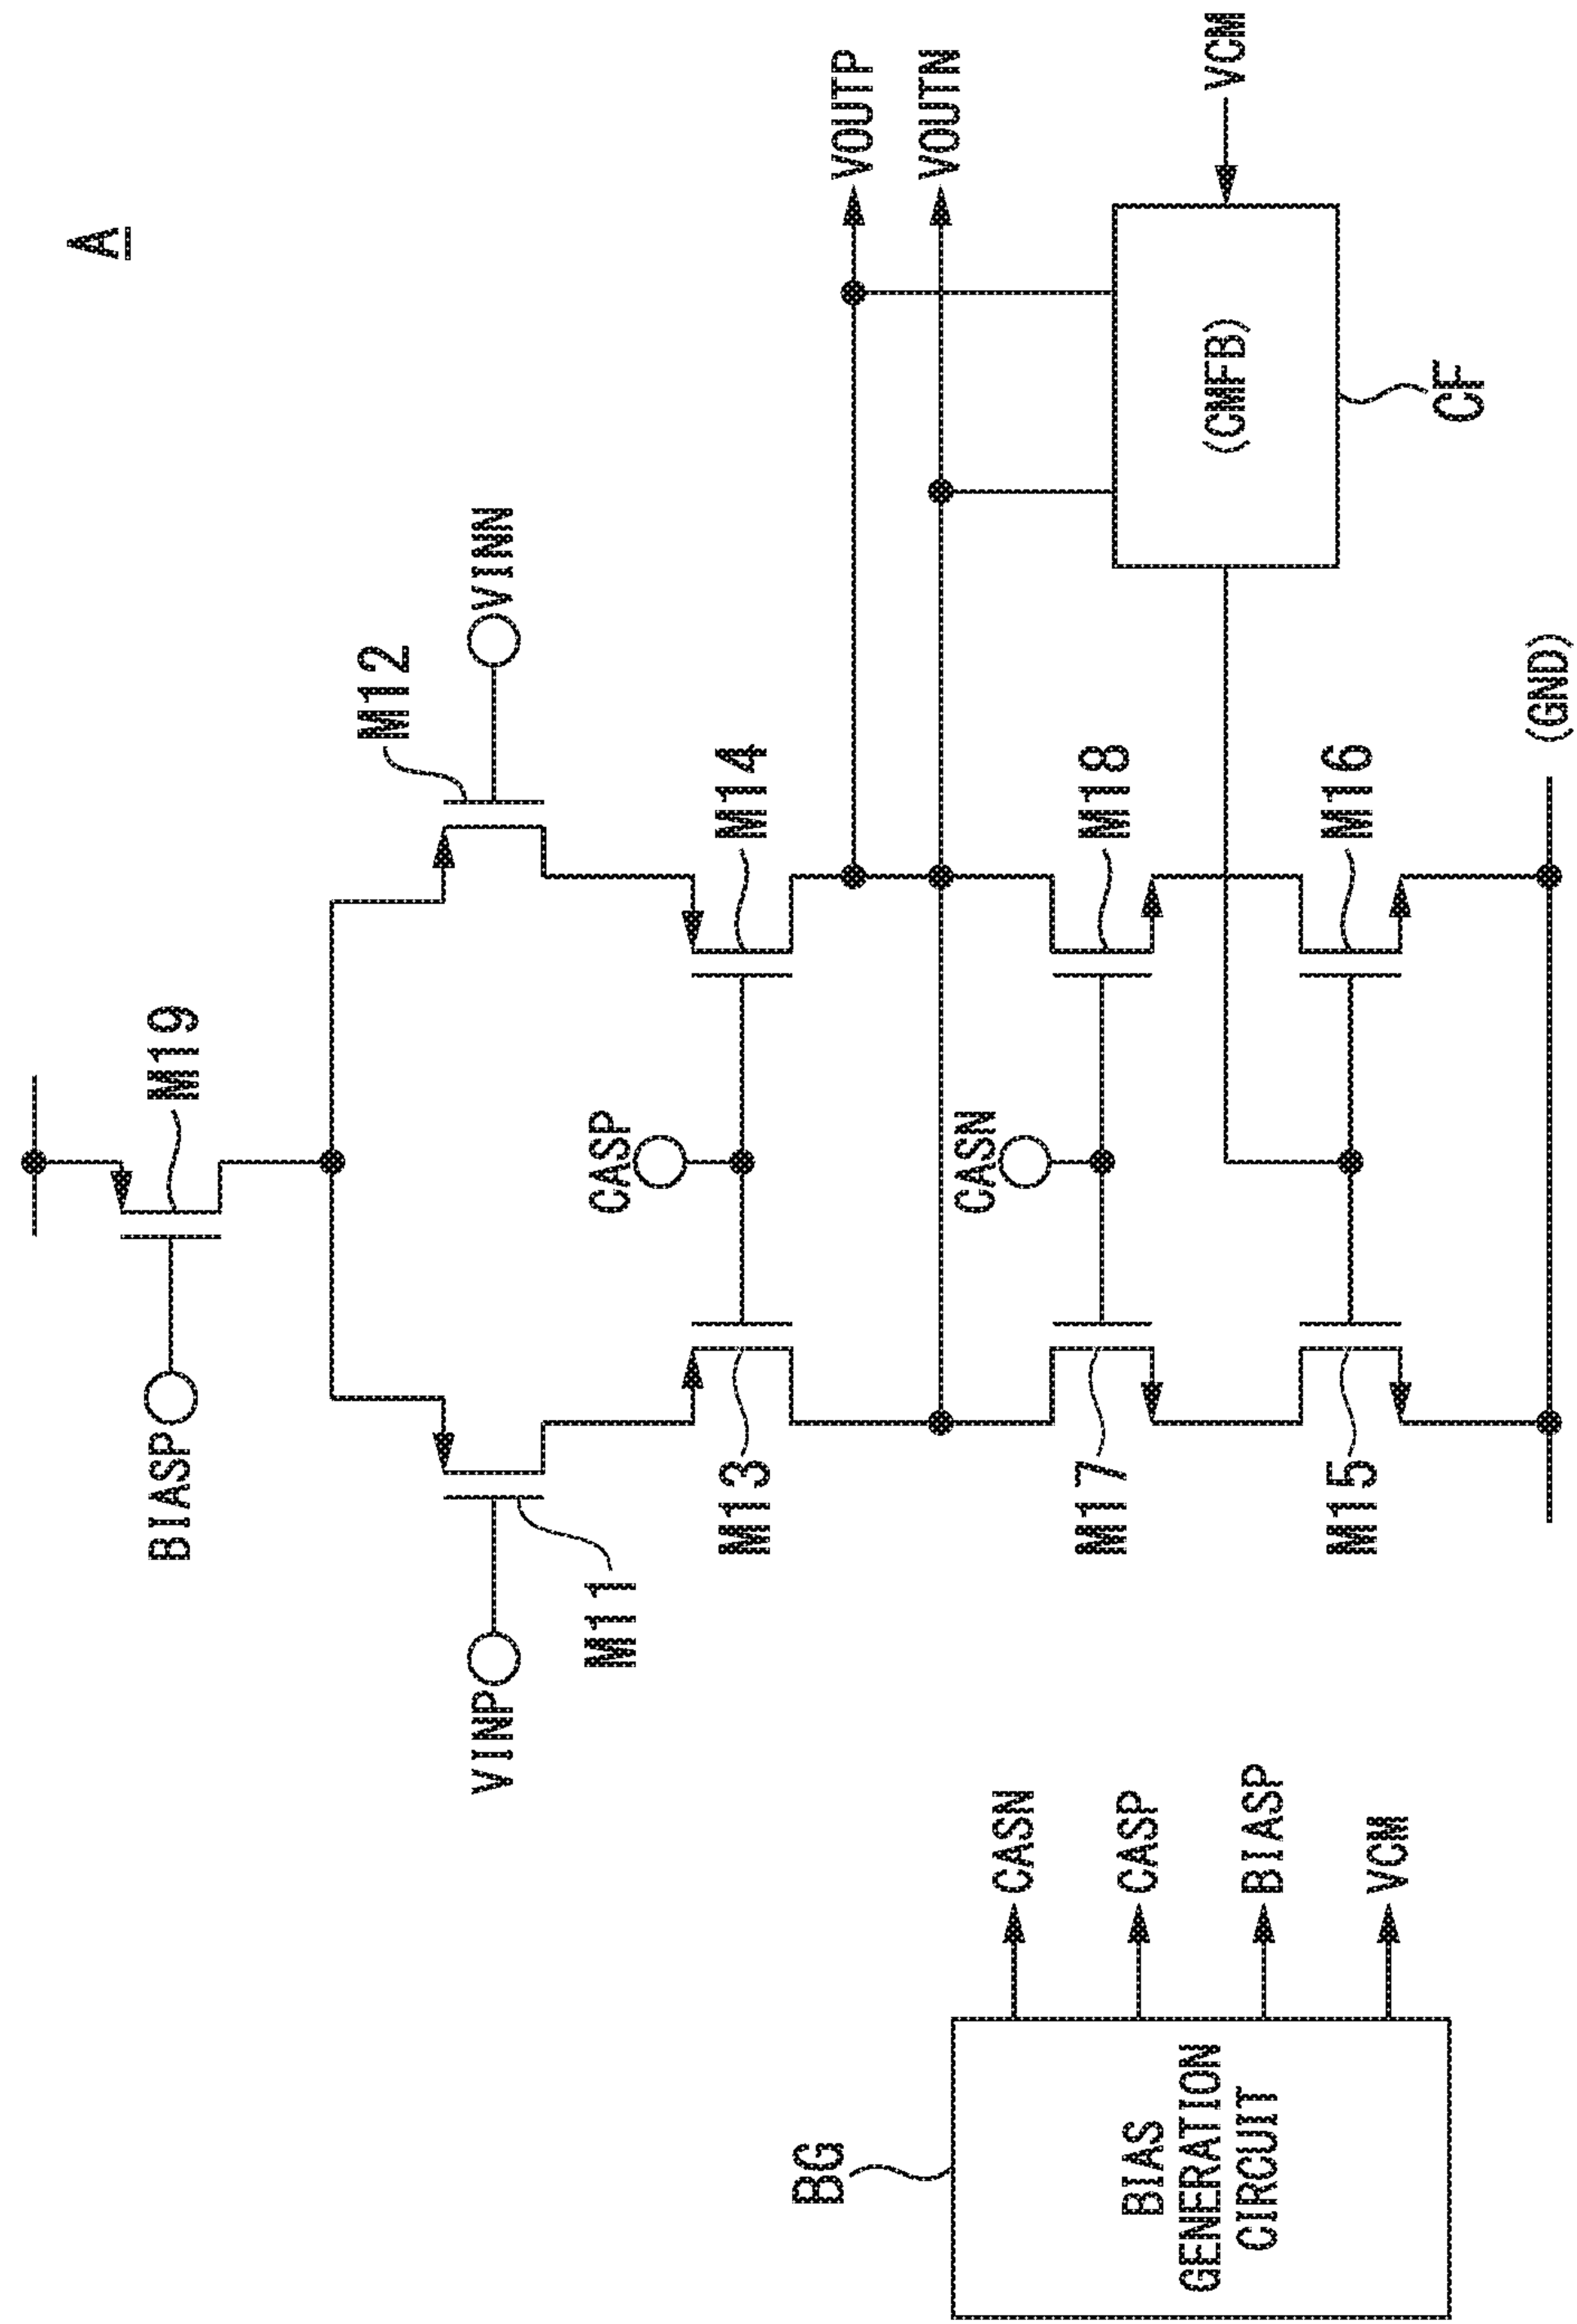 A
BIASP
M19
VINP
M11
M12
VINN
CASP
M13
M14
VOUTP
VOUTN
CASN
M17
M18
(CMFB)
VCM
CF
M15
M16
(GND)
BG
BIAS
GENERATION
CIRCUIT
CASN
CASP
BIASP
VCM